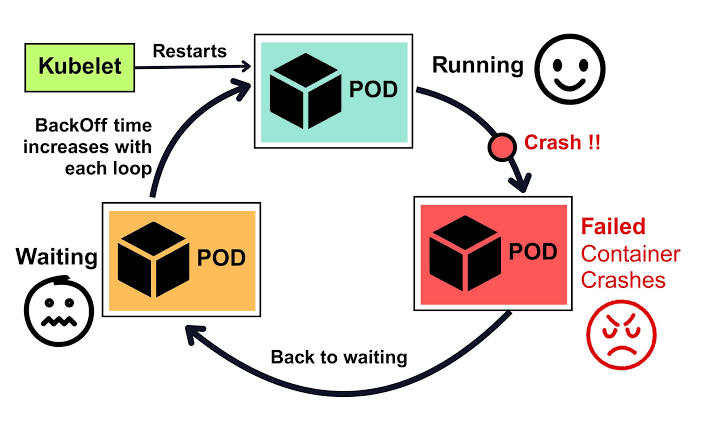 Kubelet
Restarts
POD
Running
Crash !!
BackOff time
increases with
each loop
Waiting
POD
POD
Failed
Container
Crashes
Back to waiting